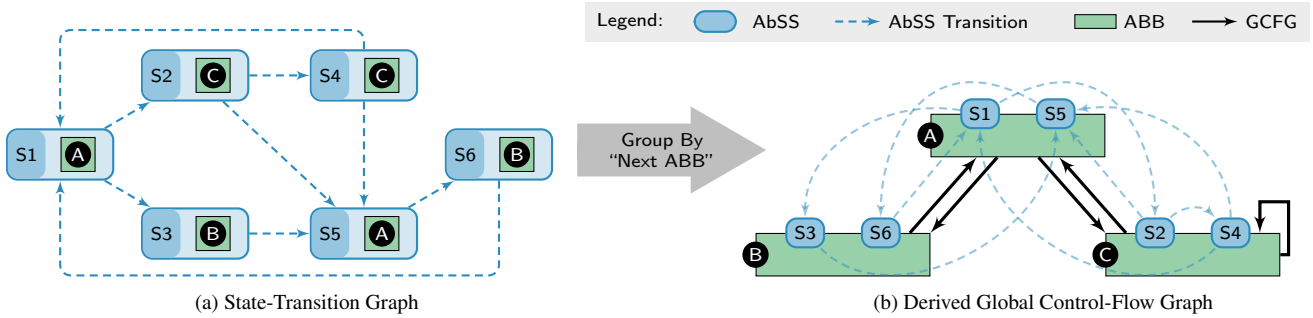 Legend: AbSS AbSS Transition ABB GCFG
S2 C S4 C
S1 A S6 B
S3 B S5 A
(a) State-Transition Graph
Group By
“Next ABB”
S1 S5
A
S3 S6 S2 S4
B C
(b) Derived Global Control-Flow Graph